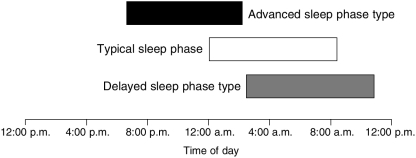 Advanced sleep phase type
Typical sleep phase
Delayed sleep phase type
12:00 p.m. 4:00 p.m. 8:00 p.m. 12:00 a.m. 4:00 a.m. 8:00 a.m. 12:00 p.m.
Time of day